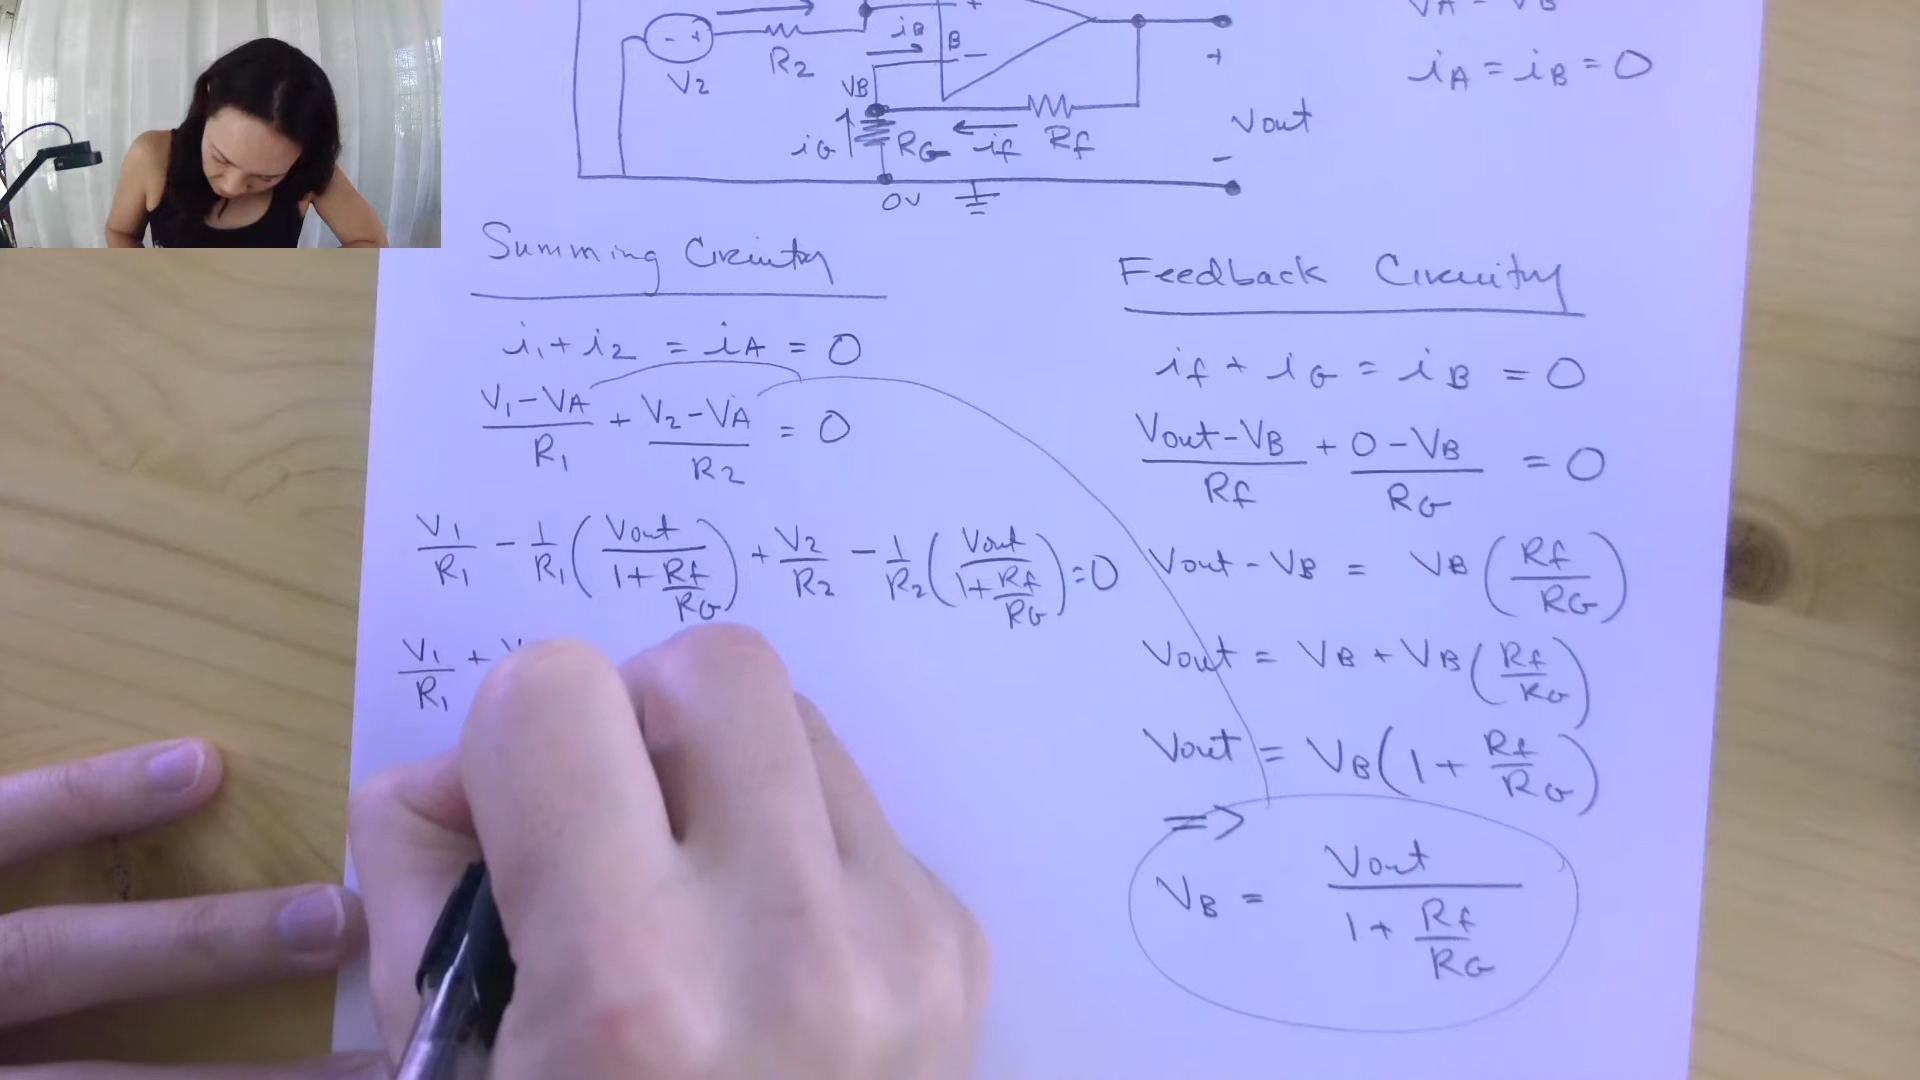 VA = VB
iA = iB = 0
V2
R2
iB
B
+
−
VB
iG
RG
if
Rf
0V
+
Vout
−
Summing Circuitry
i1 + i2 = iA = 0
(V1 − VA)/R1 + (V2 − VA)/R2 = 0
V1/R1 − 1/R1 (Vout/(1 + Rf/RG)) + V2/R2 − 1/R2 (Vout/(1 + Rf/RG)) = 0
V1/R1 +
Feedback Circuitry
if + iG = iB = 0
(Vout − VB)/Rf + (0 − VB)/RG = 0
Vout − VB = VB (Rf/RG)
Vout = VB + VB (Rf/RG)
Vout = VB (1 + Rf/RG)
=>
VB = Vout/(1 + Rf/RG)